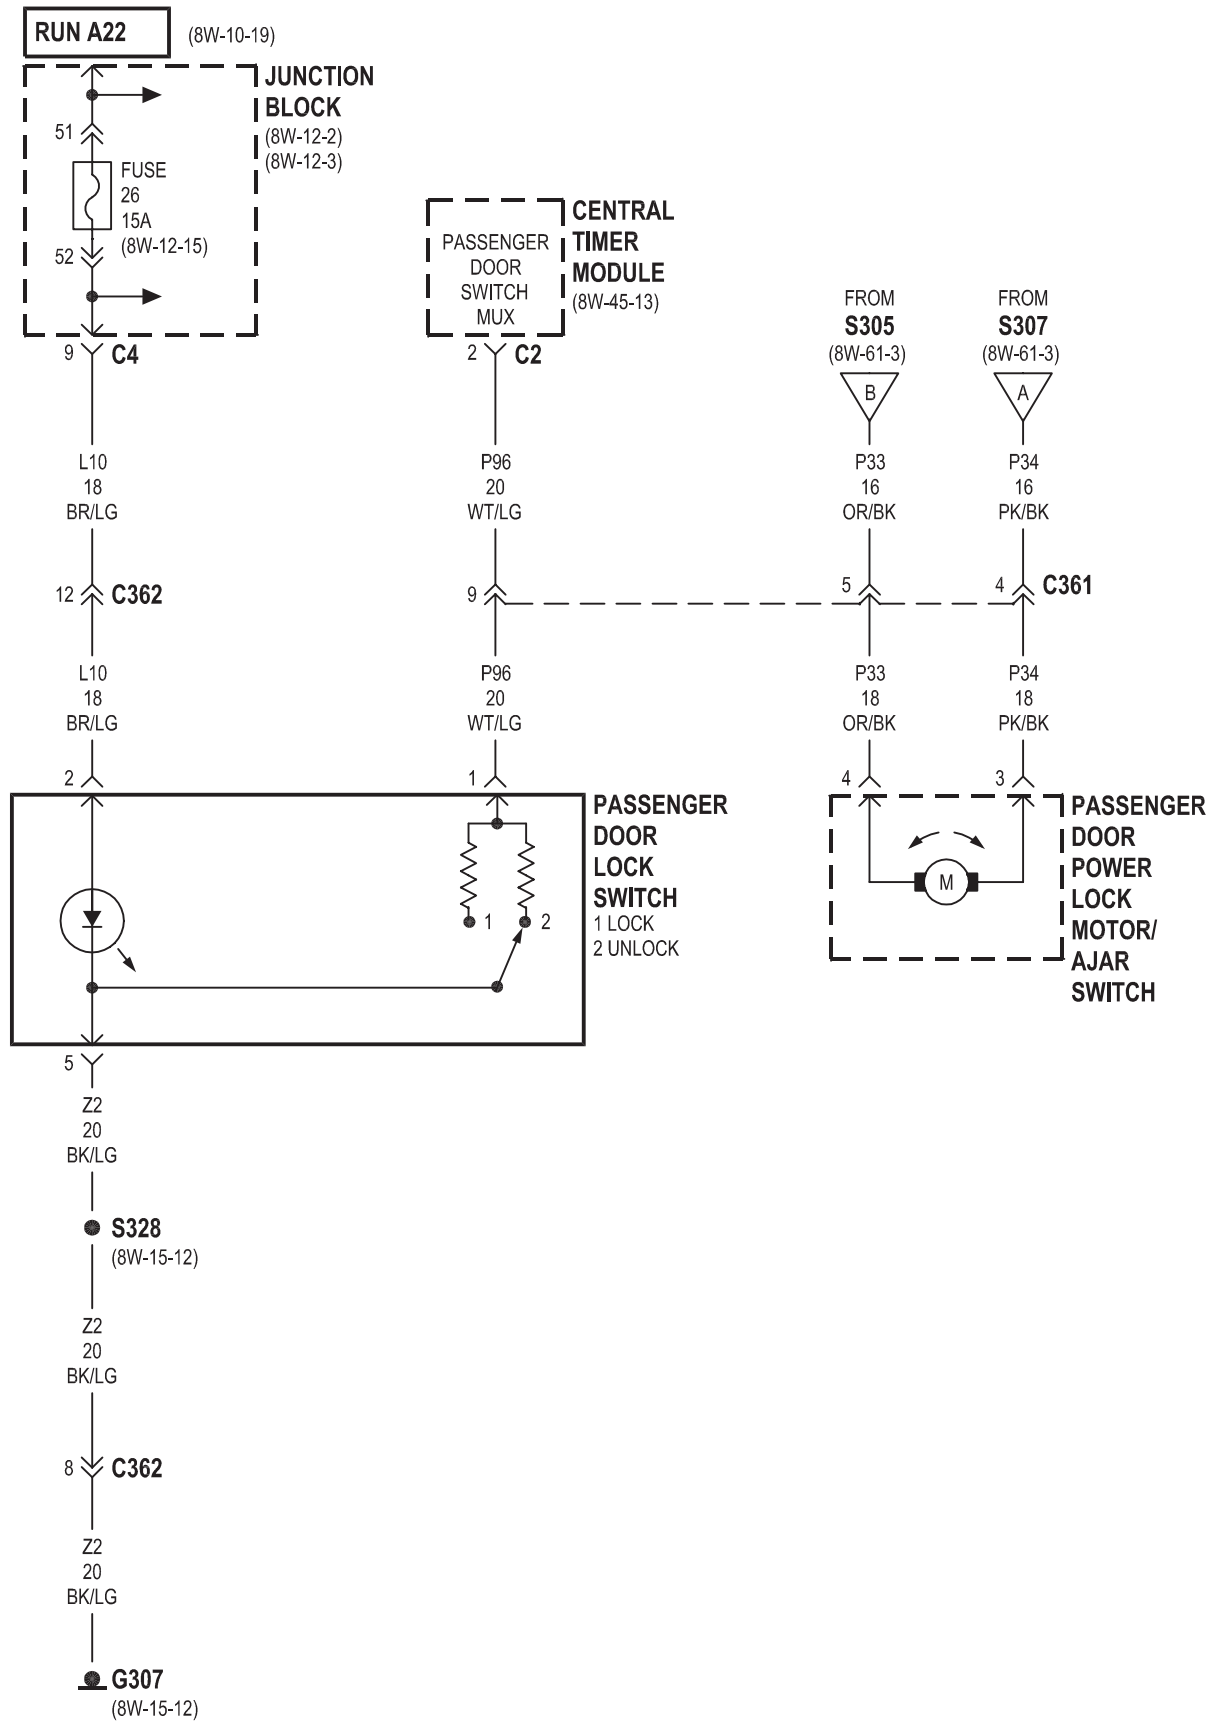 RUN A22
(8W-10-19)
JUNCTION
BLOCK
(8W-12-2)
(8W-12-3)
51
FUSE
26
15A
(8W-12-15)
52
9
C4
CENTRAL
TIMER
MODULE
(8W-45-13)
PASSENGER
DOOR
SWITCH
MUX
2
C2
FROM
S305
(8W-61-3)
B
FROM
S307
(8W-61-3)
A
L10
18
BR/LG
P96
20
WT/LG
P33
16
OR/BK
P34
16
PK/BK
12
C362
9
5
4
C361
L10
18
BR/LG
P96
20
WT/LG
P33
18
OR/BK
P34
18
PK/BK
2
1
4
3
PASSENGER
DOOR
LOCK
SWITCH
1 LOCK
2 UNLOCK
1
2
M
PASSENGER
DOOR
POWER
LOCK
MOTOR/
AJAR
SWITCH
5
Z2
20
BK/LG
S328
(8W-15-12)
Z2
20
BK/LG
8
C362
Z2
20
BK/LG
G307
(8W-15-12)